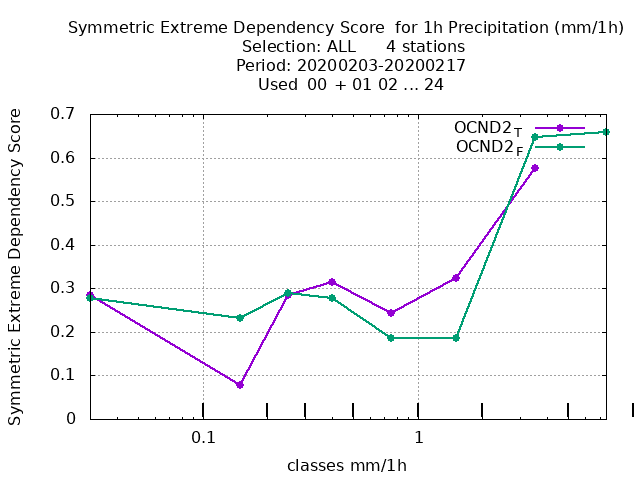 Symmetric Extreme Dependency Score  for 1h Precipitation (mm/1h)
Selection: ALL      4 stations
Period: 20200203-20200217
Used  00  + 01 02 ... 24
Symmetric Extreme Dependency Score
0.7
0.6
0.5
0.4
0.3
0.2
0.1
0
OCND2T
OCND2F
0.1
1
classes mm/1h